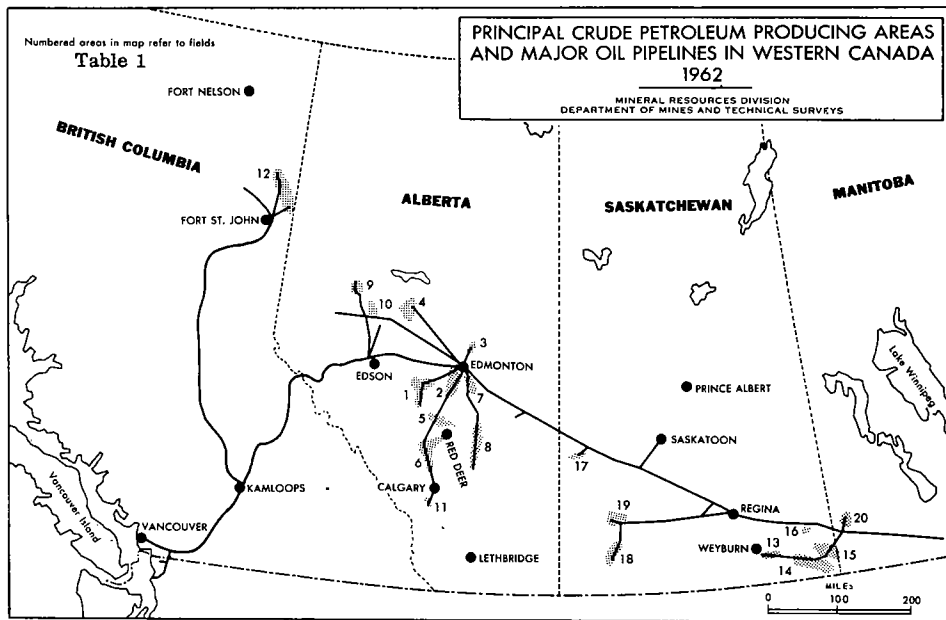 PRINCIPAL CRUDE PETROLEUM PRODUCING AREAS
AND MAJOR OIL PIPELINES IN WESTERN CANADA
1962
MINERAL RESOURCES DIVISION
DEPARTMENT OF MINES AND TECHNICAL SURVEYS
Numbered areas in map refer to fields
Table 1
FORT NELSON
BRITISH COLUMBIA
12
FORT ST. JOHN
ALBERTA
SASKATCHEWAN
MANITOBA
9
10
4
3
EDMONTON
EDSON
1
2
7
5
RED DEER
8
6
CALGARY
11
LETHBRIDGE
KAMLOOPS
VANCOUVER
Vancouver Island
PRINCE ALBERT
SASKATOON
17
Lake Winnipeg
19
REGINA
18
16
20
WEYBURN
13
15
14
MILES
0 100 200